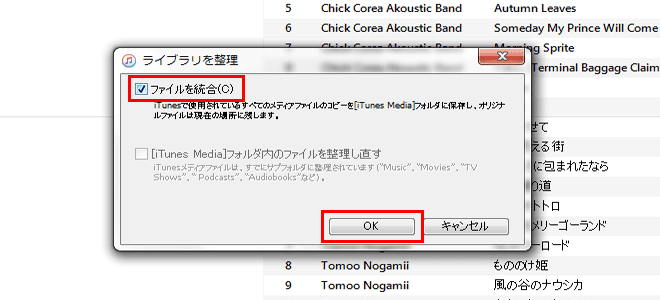 5 Chick Corea Akoustic Band Autumn Leaves
6 Chick Corea Akoustic Band Someday My Prince Will Come
Chick Corea Akoustic Band Morning Sprite
Terminal Baggage Claim
ライブラリを整理
ファイルを統合(C)
iTunesで使用されているすべてのメディアファイルのコピーを[iTunes Media]フォルダに保存し、オリジナ
ルファイルは現在の場所に残します。
[iTunes Media]フォルダ内のファイルを整理し直す
iTunesメディアファイルは、すでにサブフォルダに整理されています("Music"、"Movies"、"TV
Shows"、" Podcasts"、"Audiobooks"など)。
せて
える街
に包まれたなら
の道
トトロ
OK キャンセル
メリーゴーランド
ーロード
8 Tomoo Nogamii もののけ姫
9 Tomoo Nogamii 風の谷のナウシカ